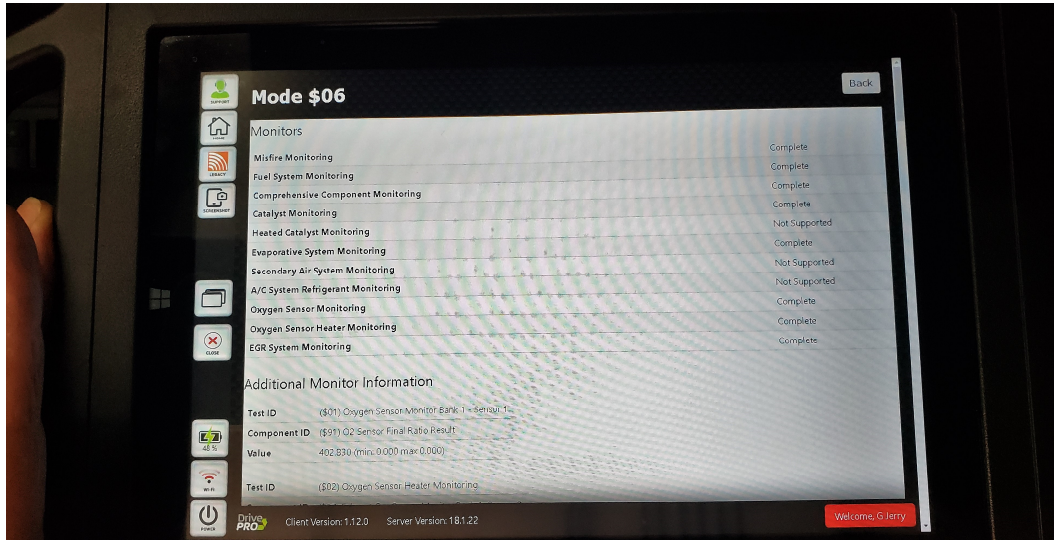 SUPPORT
Mode $06
Back
HOME
Monitors
LEGACY
Misfire Monitoring Complete
Fuel System Monitoring Complete
SCREENSHOT
Comprehensive Component Monitoring Complete
Catalyst Monitoring Complete
Heated Catalyst Monitoring Not Supported
Evaporative System Monitoring Complete
Secondary Air System Monitoring Not Supported
A/C System Refrigerant Monitoring Not Supported
Oxygen Sensor Monitoring Complete
Oxygen Sensor Heater Monitoring Complete
EGR System Monitoring Complete
CLOSE
Additional Monitor Information
Test ID ($01) Oxygen Sensor Monitor Bank 1 - Sensor 1
Component ID ($91) O2 Sensor Final Ratio Result
Value 402.830 (min: 0.000 max 0.000)
48 %
Test ID ($02) Oxygen Sensor Heater Monitoring
Wi-Fi
POWER
Drive PRO
Client Version: 1.12.0 Server Version: 18.1.22
Welcome, G Jerry